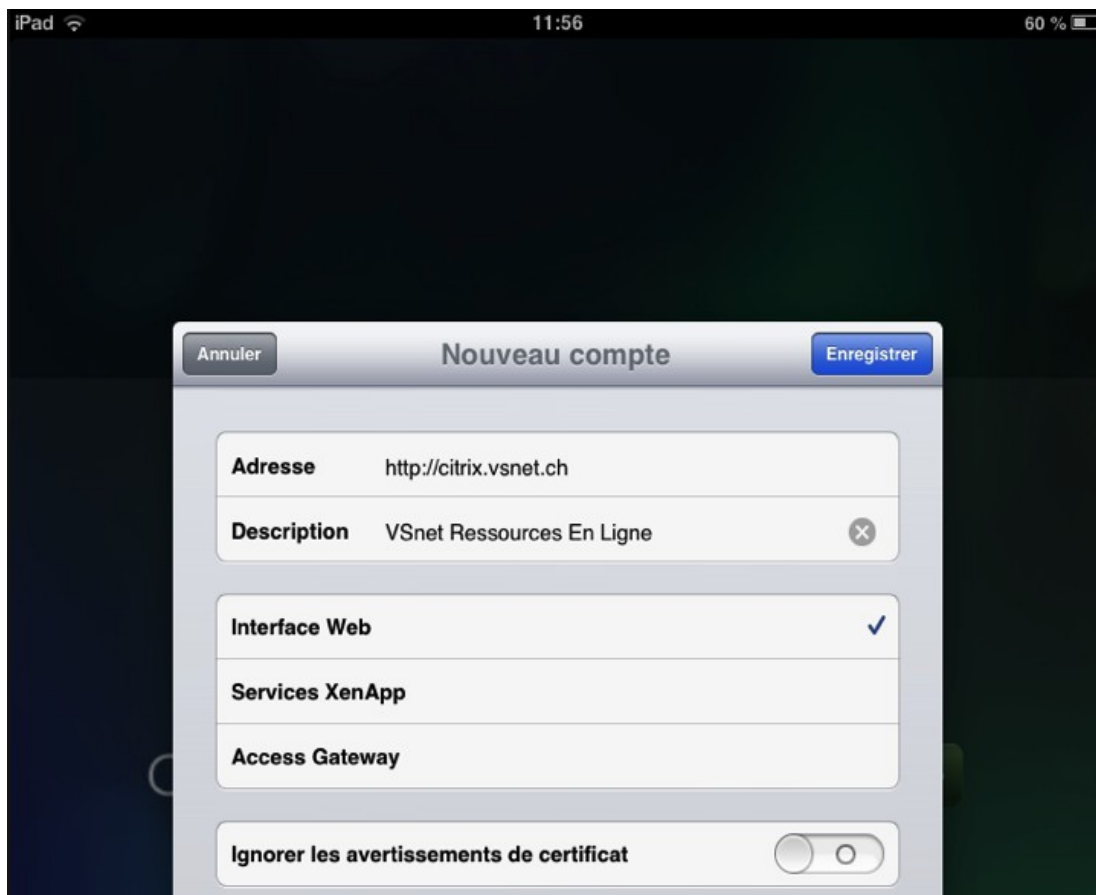 iPad 11:56 60 %
Annuler Nouveau compte Enregistrer
Adresse http://citrix.vsnet.ch
Description VSnet Ressources En Ligne
Interface Web
Services XenApp
Access Gateway
Ignorer les avertissements de certificat